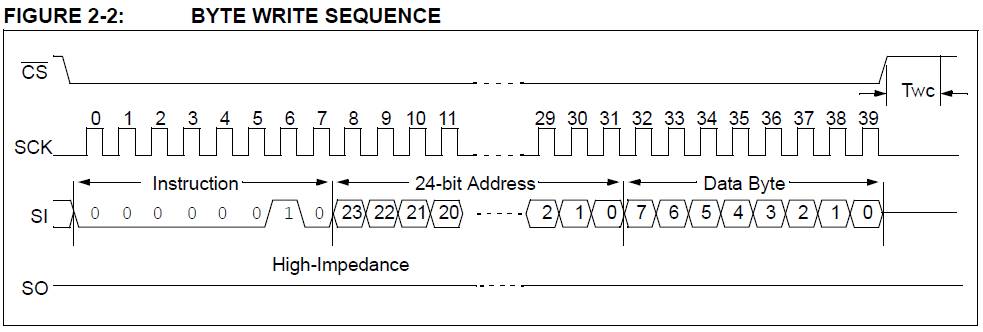 FIGURE 2-2: BYTE WRITE SEQUENCE
CS
Twc
0 1 2 3 4 5 6 7 8 9 10 11 29 30 31 32 33 34 35 36 37 38 39
SCK
Instruction 24-bit Address Data Byte
SI 0 0 0 0 0 0 1 0 23 22 21 20 2 1 0 7 6 5 4 3 2 1 0
High-Impedance
SO